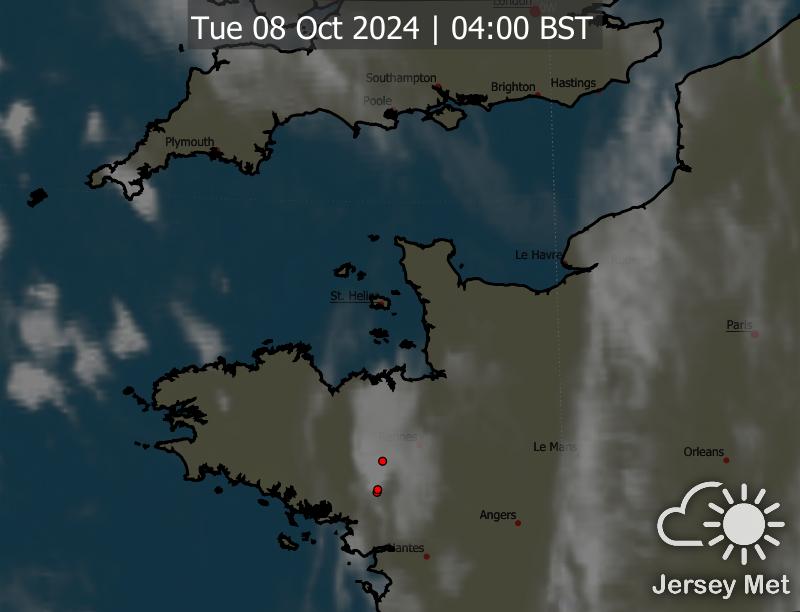 London
Tue 08 Oct 2024 | 04:00 BST
Southampton
Brighton
Hastings
Poole
Plymouth
Le Havre
St. Helier
Paris
Rennes
Le Mans
Orleans
Angers
Nantes
Jersey Met